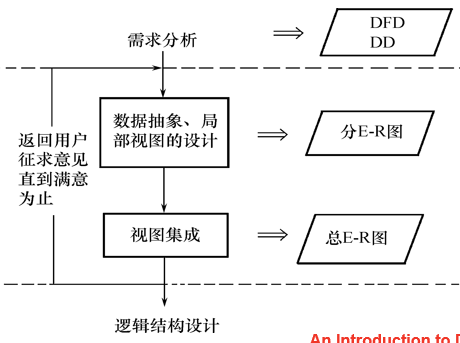 需求分析
DFD
DD
返回用户
征求意见
直到满意
为止
数据抽象、局
部视图的设计
分E-R图
视图集成
总E-R图
逻辑结构设计
An Introduction to